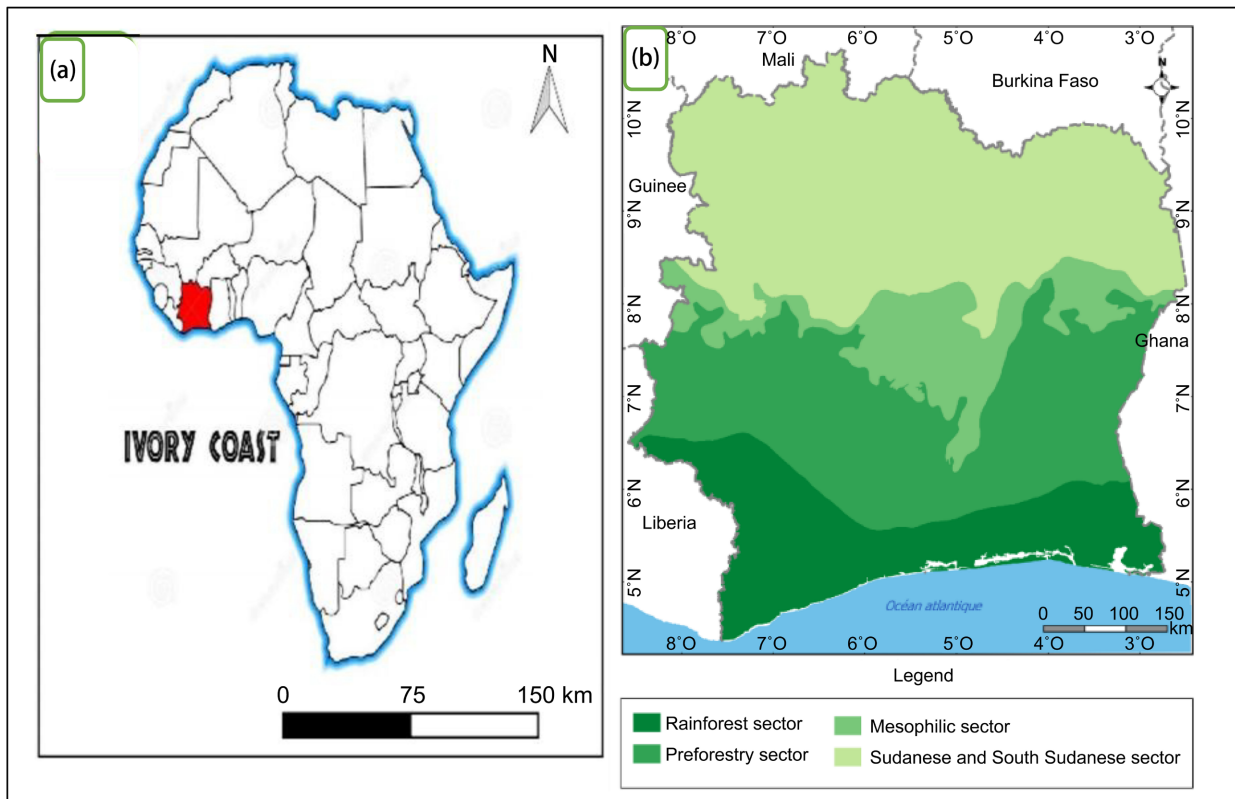 (a)
N
IVORY COAST
0 75 150 km
(b)
8°O 7°O 6°O 5°O 4°O 3°O
Mali
Burkina Faso
N
10°N 10°N
Guinee
9°N 9°N
8°N 8°N
Ghana
7°N 7°N
6°N 6°N
Liberia
5°N 5°N
Océan atlantique
0 50 100 150
km
8°O 7°O 6°O 5°O 4°O 3°O
Legend
Rainforest sector
Mesophilic sector
Preforestry sector
Sudanese and South Sudanese sector